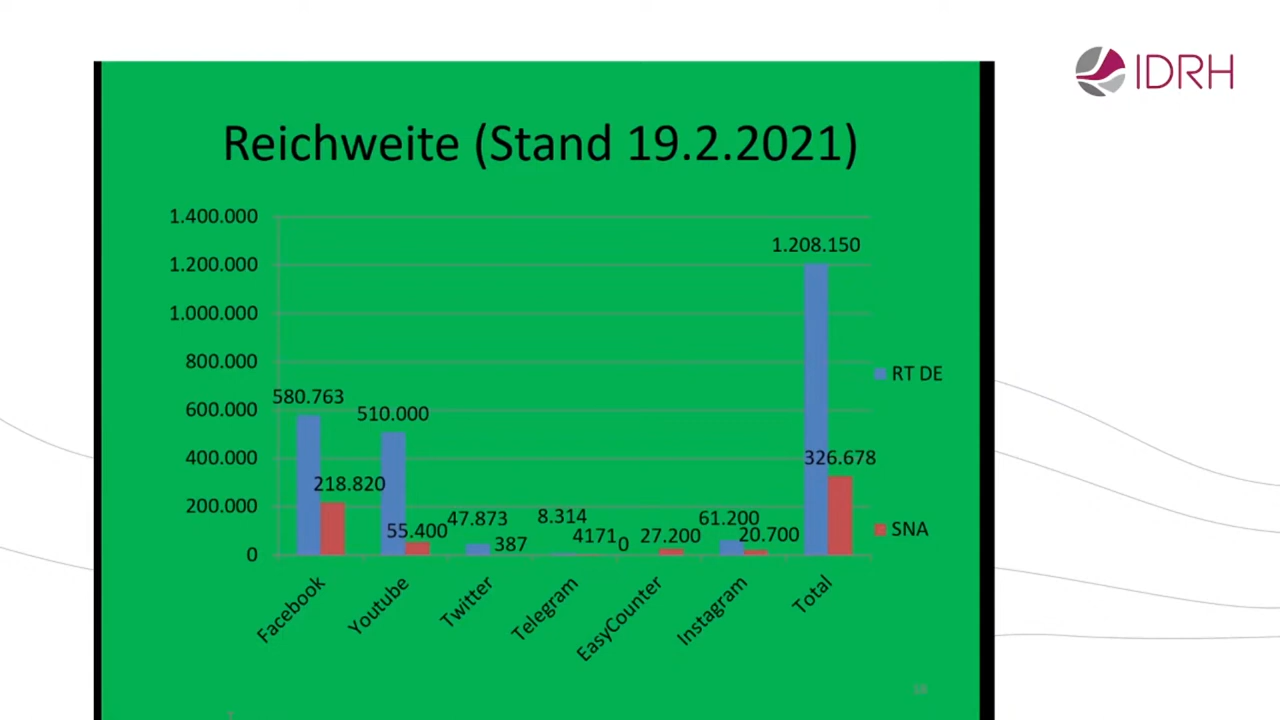 IDRH
Reichweite (Stand 19.2.2021)
1.400.000
1.200.000
1.000.000
800.000
600.000
400.000
200.000
0
580.763
218.820
510.000
55.400
47.873
387
8.314
4171
0
27.200
61.200
20.700
1.208.150
326.678
Facebook
Youtube
Twitter
Telegram
EasyCounter
Instagram
Total
RT DE
SNA